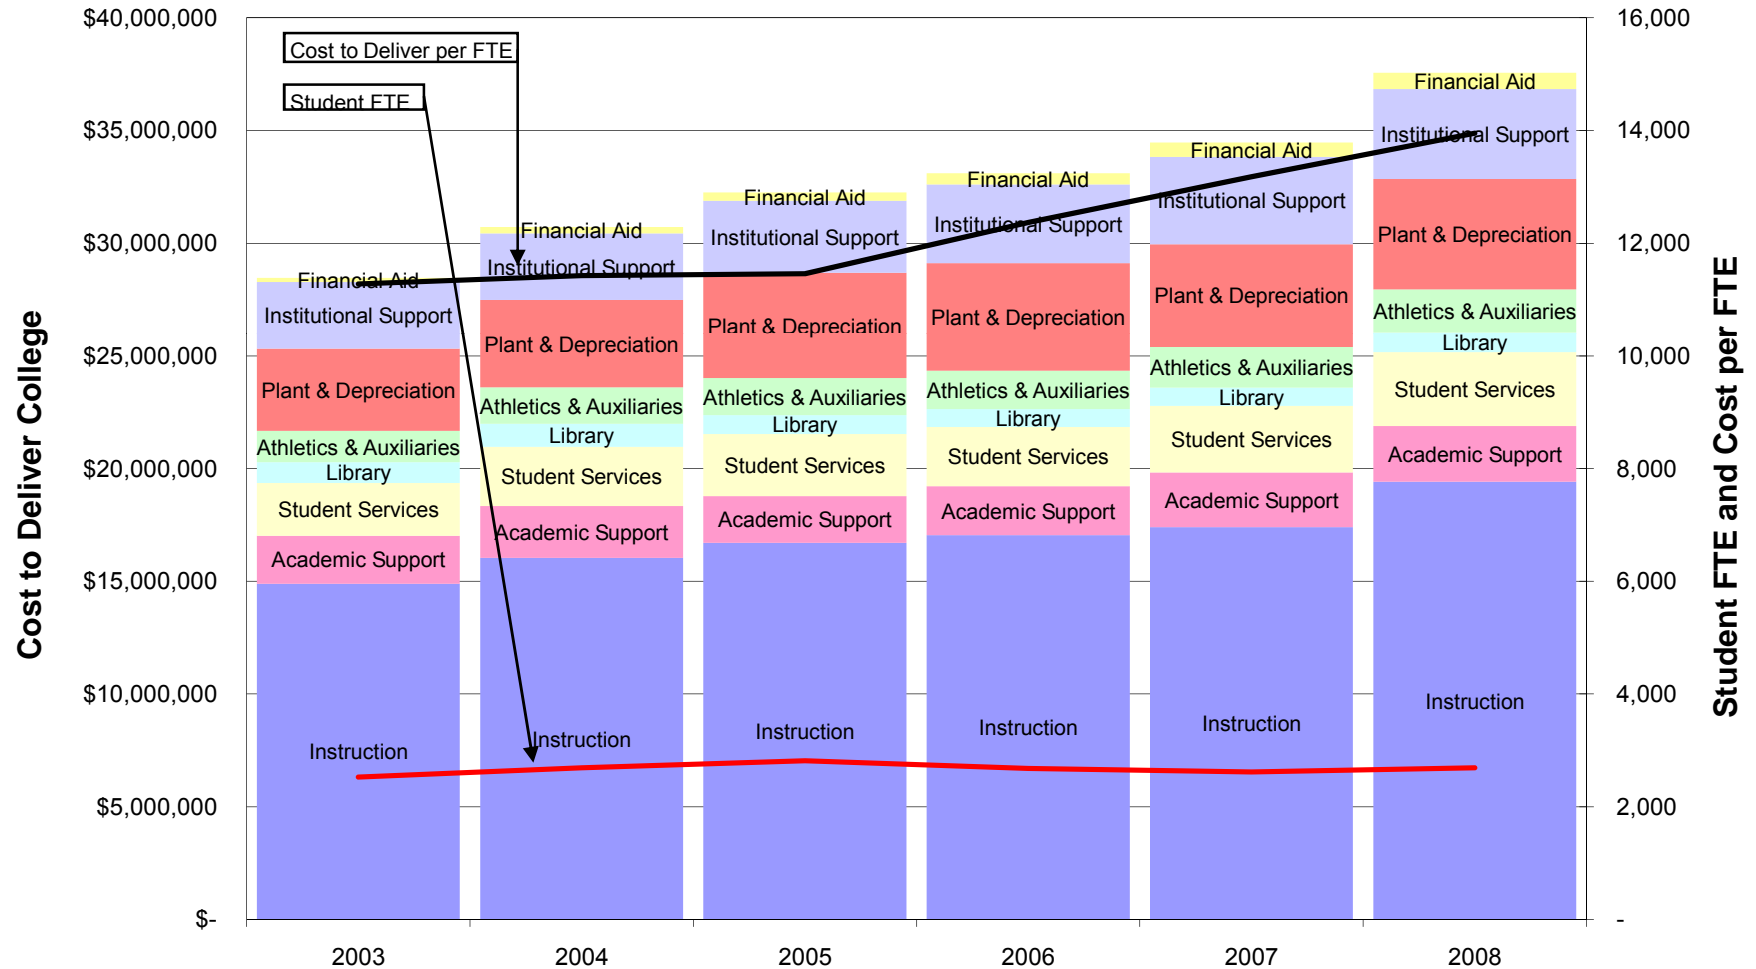 $40,000,000
$35,000,000
$30,000,000
$25,000,000
$20,000,000
$15,000,000
$10,000,000
$5,000,000
$-
Cost to Deliver College
Cost to Deliver per FTE
Student FTE
Financial Aid
Institutional Support
Plant & Depreciation
Athletics & Auxiliaries
Library
Student Services
Academic Support
Instruction
Financial Aid
Institutional Support
Plant & Depreciation
Athletics & Auxiliaries
Library
Student Services
Academic Support
Instruction
Financial Aid
Institutional Support
Plant & Depreciation
Athletics & Auxiliaries
Library
Student Services
Academic Support
Instruction
Financial Aid
Institutional Support
Plant & Depreciation
Athletics & Auxiliaries
Library
Student Services
Academic Support
Instruction
Financial Aid
Institutional Support
Plant & Depreciation
Athletics & Auxiliaries
Library
Student Services
Academic Support
Instruction
Financial Aid
Institutional Support
Plant & Depreciation
Athletics & Auxiliaries
Library
Student Services
Academic Support
Instruction
16,000
14,000
12,000
10,000
8,000
6,000
4,000
2,000
-
Student FTE and Cost per FTE
2003
2004
2005
2006
2007
2008